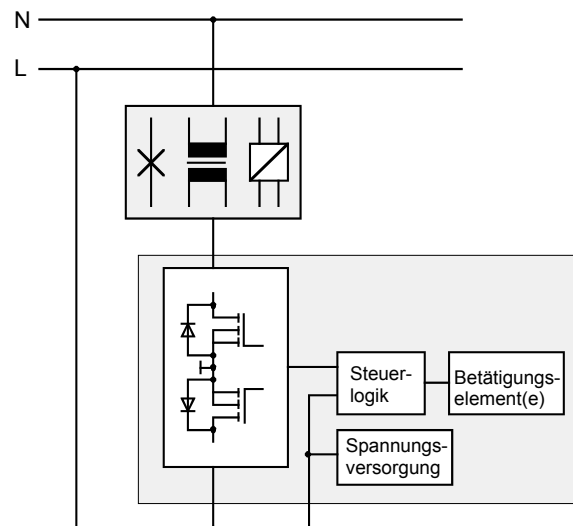 N
L
Steuer-
logik
Betätigungs-
element(e)
Spannungs-
versorgung